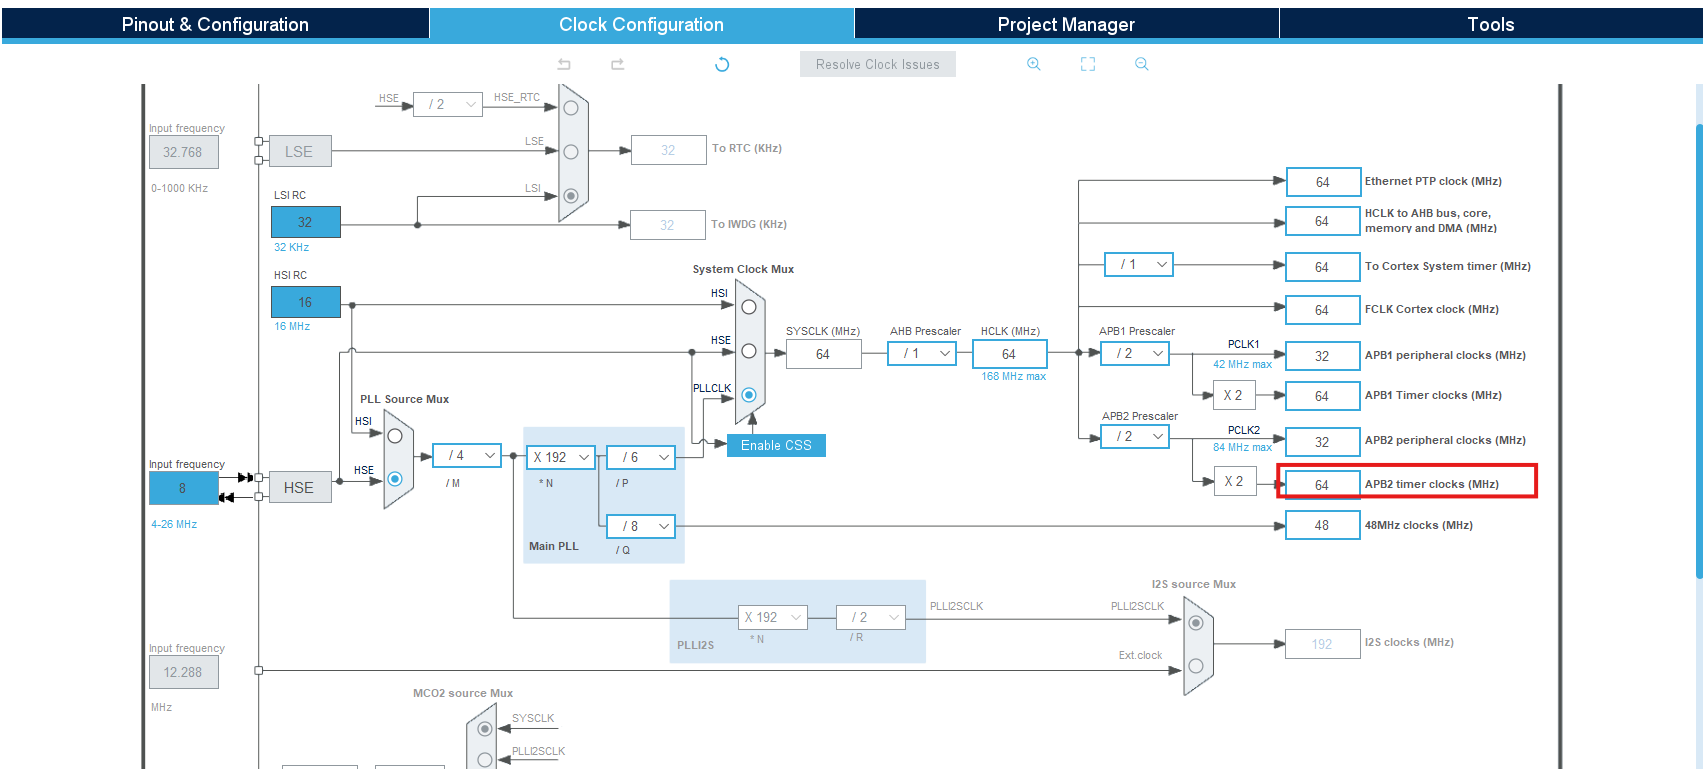 Pinout & Configuration
Clock Configuration
Project Manager
Tools
Resolve Clock Issues
HSE
/ 2
HSE_RTC
Input frequency
32.768
0-1000 KHz
LSE
LSE
32
To RTC (KHz)
LSI RC
LSI
32
32 KHz
32
To IWDG (KHz)
HSI RC
16
16 MHz
System Clock Mux
HSI
HSE
PLLCLK
Enable CSS
SYSCLK (MHz)
64
AHB Prescaler
/ 1
HCLK (MHz)
64
168 MHz max
64
Ethernet PTP clock (MHz)
64
HCLK to AHB bus, core,
memory and DMA (MHz)
/ 1
64
To Cortex System timer (MHz)
64
FCLK Cortex clock (MHz)
APB1 Prescaler
/ 2
PCLK1
42 MHz max
32
APB1 peripheral clocks (MHz)
X 2
64
APB1 Timer clocks (MHz)
APB2 Prescaler
/ 2
PCLK2
84 MHz max
32
APB2 peripheral clocks (MHz)
X 2
64
APB2 timer clocks (MHz)
48
48MHz clocks (MHz)
PLL Source Mux
HSI
HSE
Input frequency
8
4-26 MHz
HSE
/ 4
/ M
X 192
* N
/ 6
/ P
/ 8
/ Q
Main PLL
X 192
* N
/ 2
/ R
PLLI2S
PLLI2SCLK
I2S source Mux
PLLI2SCLK
Ext.clock
192
I2S clocks (MHz)
Input frequency
12.288
MHz
MCO2 source Mux
SYSCLK
PLLI2SCLK